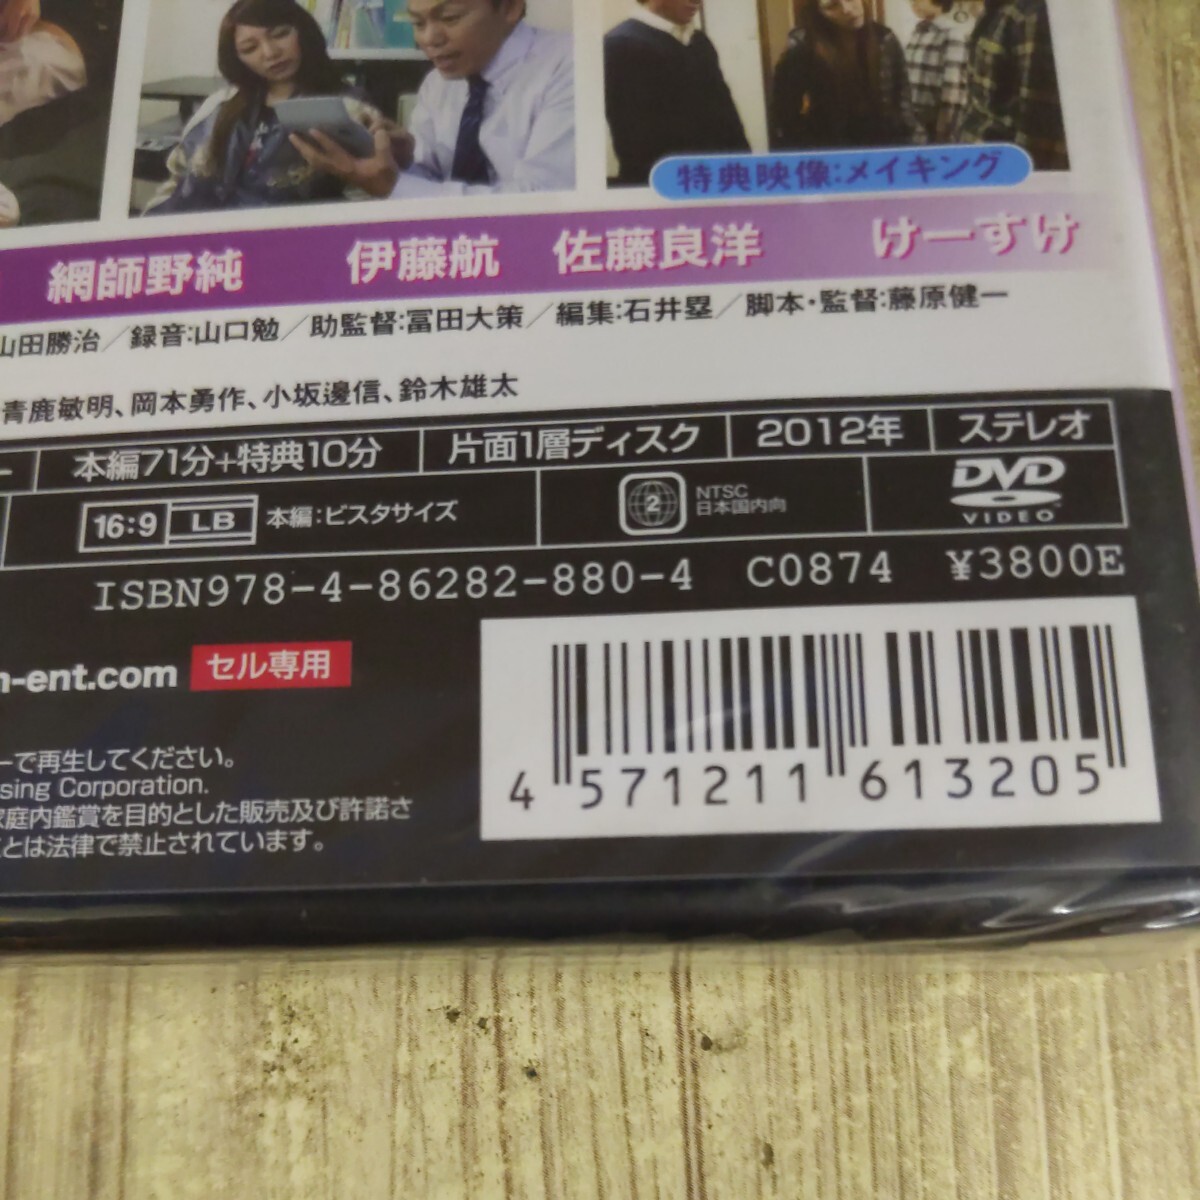 特典映像:メイキング
網師野純 伊藤航 佐藤良洋 けーすけ
山田勝治／録音:山口勉／助監督:冨田大策／編集:石井塁／脚本・監督:藤原健一
青鹿敏明、岡本勇作、小坂邊信、鈴木雄太
ー 本編71分+特典10分 片面1層ディスク 2012年 ステレオ
16:9 LB 本編:ビスタサイズ 2 NTSC 日本国内向 DVD VIDEO
ISBN978-4-86282-880-4 C0874 ¥3800E
-ent.com セル専用
4 571211 613205
ーで再生してください。
sing Corporation.
家庭内鑑賞を目的とした販売及び許諾さ
とは法律で禁止されています。